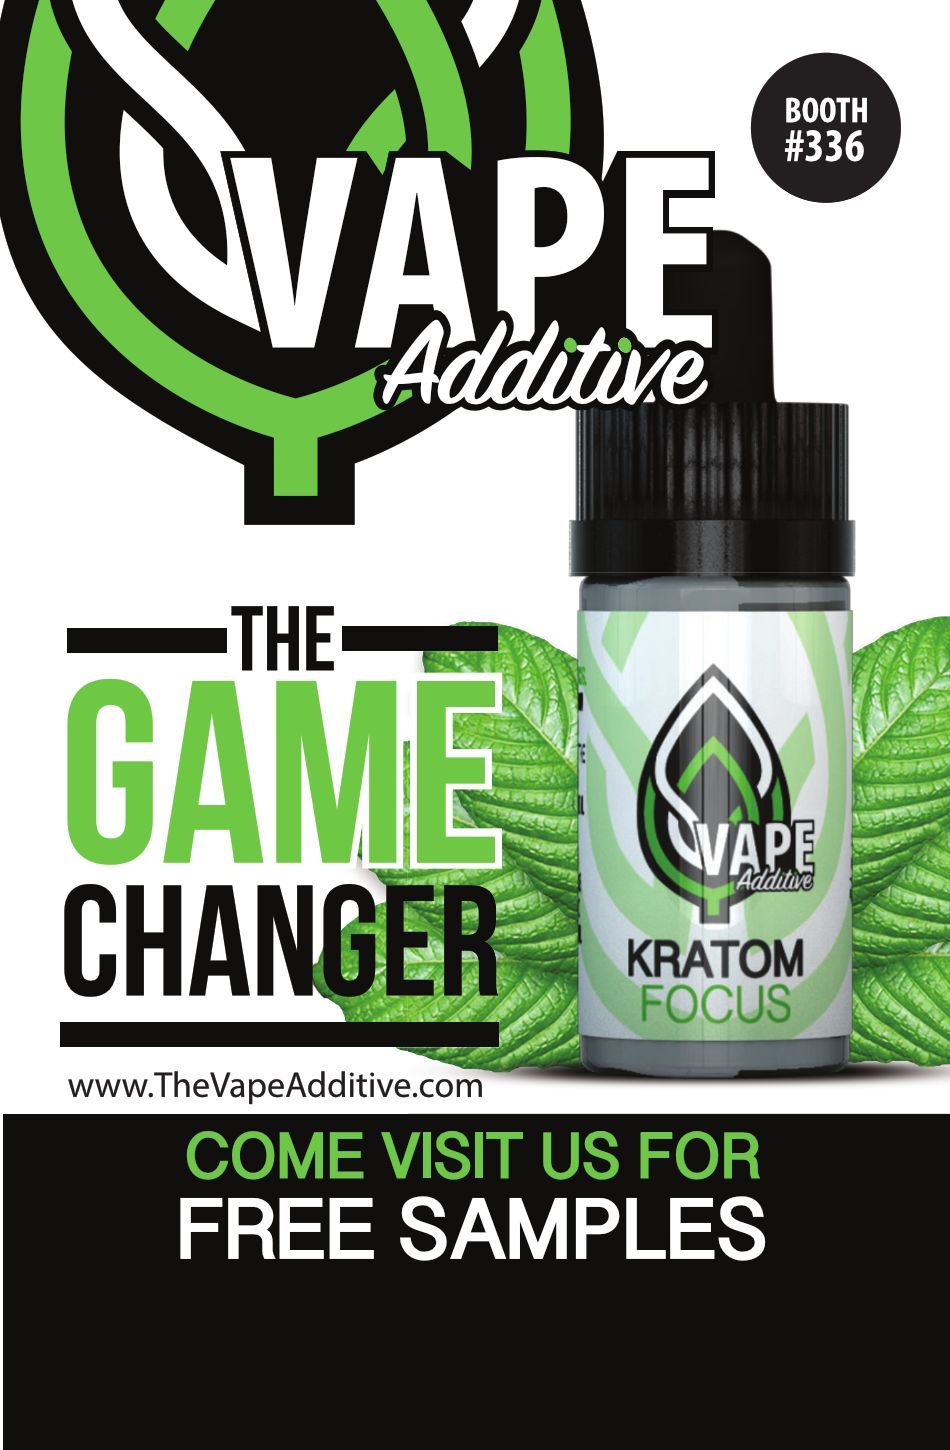 BOOTH
#336
VAPE
Additive
THE
GAME
CHANGER
VAPE
Additive
KRATOM
FOCUS
www.TheVapeAdditive.com
COME VISIT US FOR
FREE SAMPLES